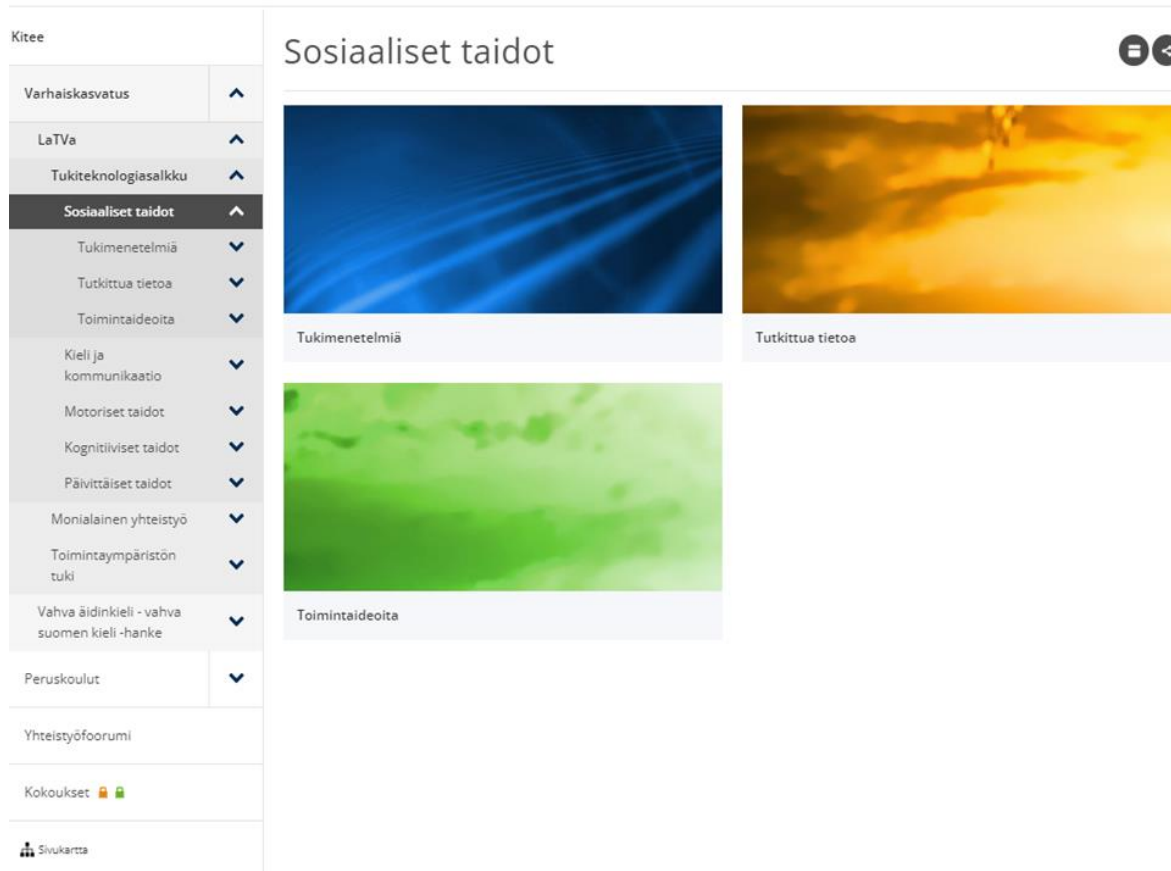 Kitee
Varhaiskasvatus
LaTVa
Tukiteknologiasalkku
Sosiaaliset taidot
Tukimenetelmiä
Tutkittua tietoa
Toimintaideoita
Kieli ja
kommunikaatio
Motoriset taidot
Kognitiiviset taidot
Päivittäiset taidot
Monialainen yhteistyö
Toimintaympäristön
tuki
Vahva äidinkieli - vahva
suomen kieli -hanke
Peruskoulut
Yhteistyöfoorumi
Kokoukset
Sivukartta
Sosiaaliset taidot
Tukimenetelmiä
Tutkittua tietoa
Toimintaideoita